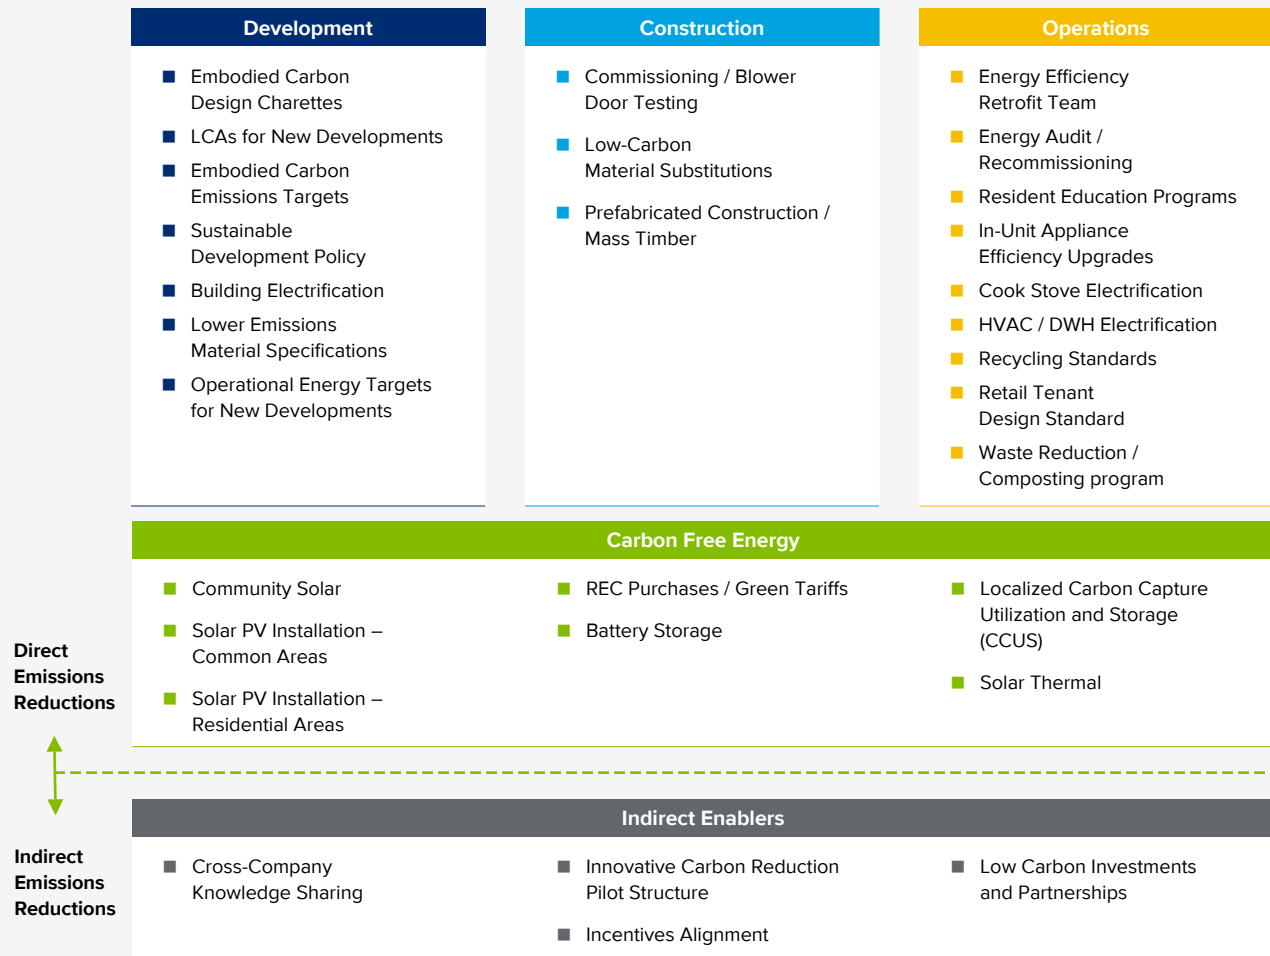 Development
Embodied Carbon
Design Charettes
LCAs for New Developments
Embodied Carbon
Emissions Targets
Sustainable
Development Policy
Building Electrification
Lower Emissions
Material Specifications
Operational Energy Targets
for New Developments
Construction
Commissioning / Blower
Door Testing
Low-Carbon
Material Substitutions
Prefabricated Construction /
Mass Timber
Operations
Energy Efficiency
Retrofit Team
Energy Audit /
Recommissioning
Resident Education Programs
In-Unit Appliance
Efficiency Upgrades
Cook Stove Electrification
HVAC / DWH Electrification
Recycling Standards
Retail Tenant
Design Standard
Waste Reduction /
Composting program
Carbon Free Energy
Community Solar
Solar PV Installation –
Common Areas
Solar PV Installation –
Residential Areas
REC Purchases / Green Tariffs
Battery Storage
Localized Carbon Capture
Utilization and Storage
(CCUS)
Solar Thermal
Direct
Emissions
Reductions
Indirect
Emissions
Reductions
Indirect Enablers
Cross-Company
Knowledge Sharing
Innovative Carbon Reduction
Pilot Structure
Incentives Alignment
Low Carbon Investments
and Partnerships